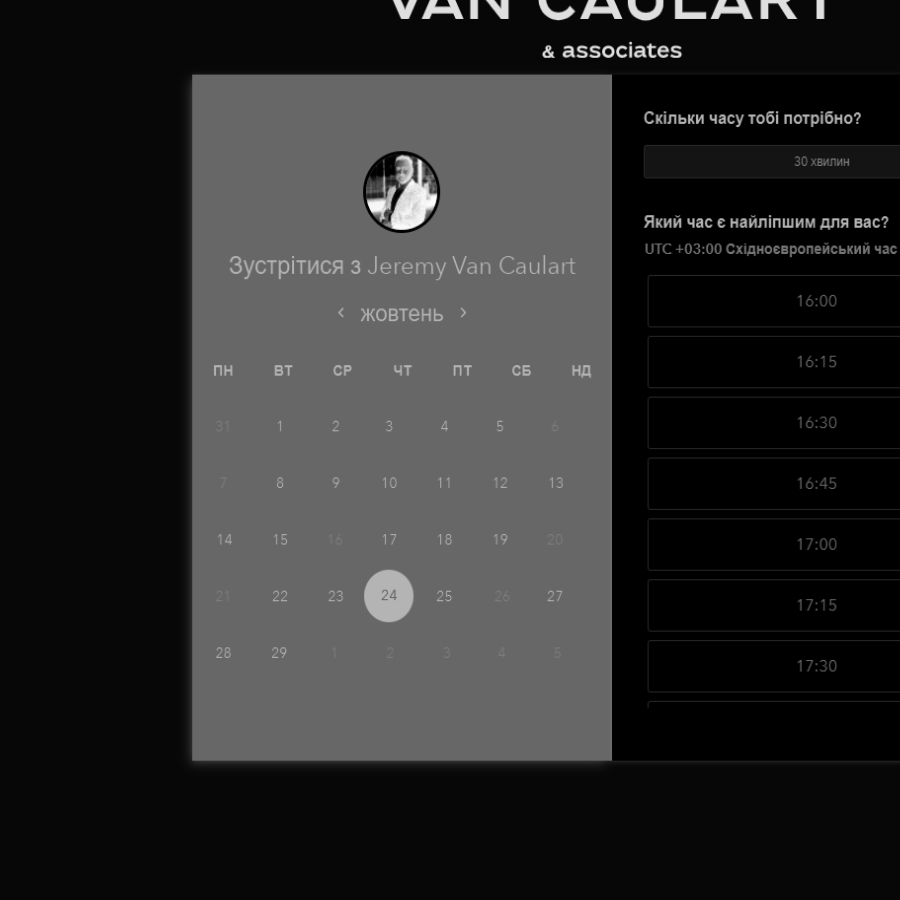 VAN CAULART
& associates
Зустрітися з Jeremy Van Caulart
жовтень
ПН ВТ СР ЧТ ПТ СБ НД
31 1 2 3 4 5 6
7 8 9 10 11 12 13
14 15 16 17 18 19 20
21 22 23 24 25 26 27
28 29 1 2 3 4 5
Скільки часу тобі потрібно?
30 хвилин
Який час є найліпшим для вас?
UTC +03:00 Східноєвропейський час
16:00
16:15
16:30
16:45
17:00
17:15
17:30